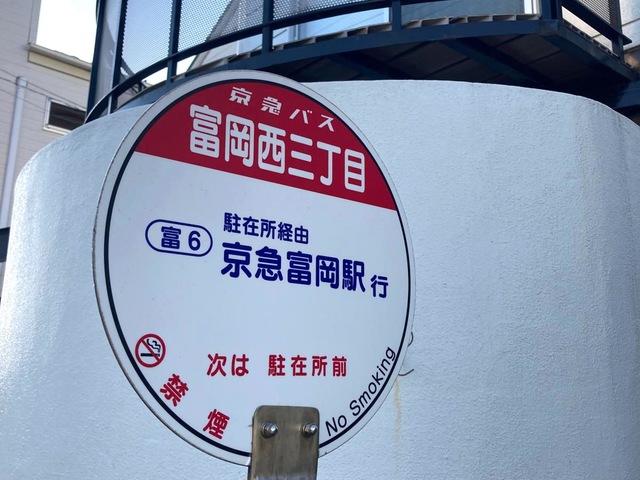 京急バス
富岡西三丁目
富6
駐在所経由
京急富岡駅行
次は 駐在所前
禁煙
No Smoking